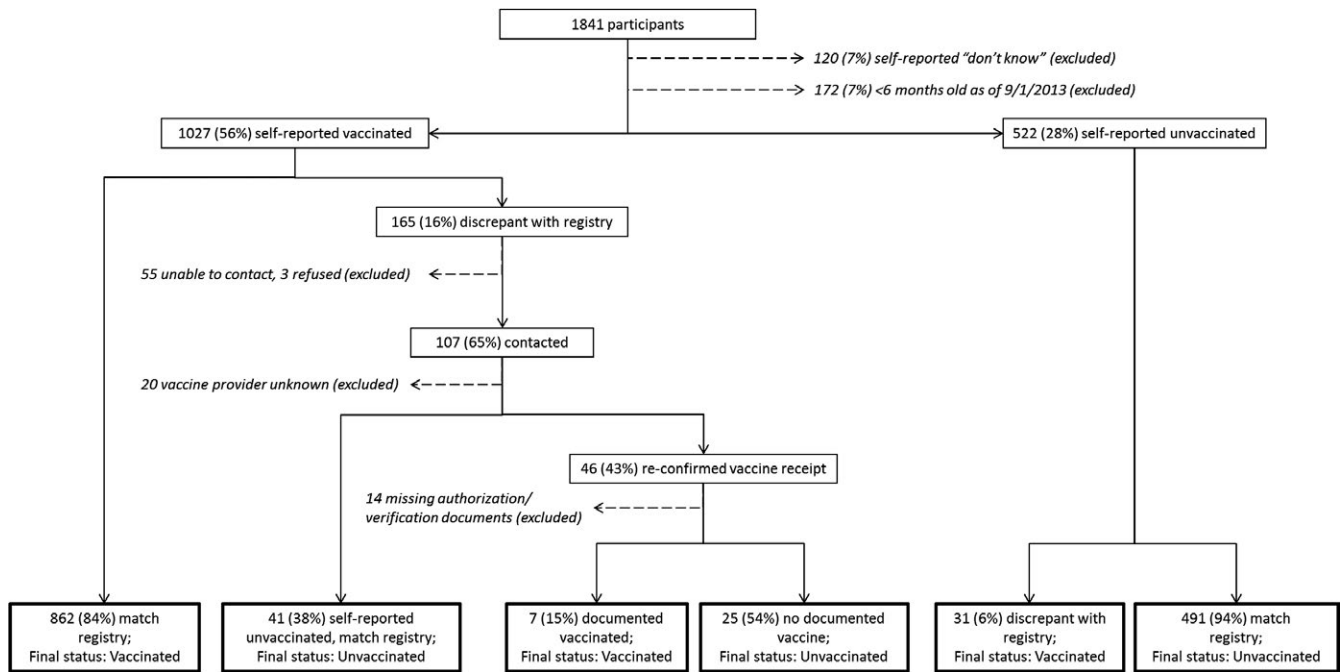 1841 participants
120 (7%) self-reported “don’t know” (excluded)
172 (7%) <6 months old as of 9/1/2013 (excluded)
1027 (56%) self-reported vaccinated
522 (28%) self-reported unvaccinated
165 (16%) discrepant with registry
55 unable to contact, 3 refused (excluded)
107 (65%) contacted
20 vaccine provider unknown (excluded)
46 (43%) re-confirmed vaccine receipt
14 missing authorization/
verification documents (excluded)
862 (84%) match
registry;
Final status: Vaccinated
41 (38%) self-reported
unvaccinated, match registry;
Final status: Unvaccinated
7 (15%) documented
vaccinated;
Final status: Vaccinated
25 (54%) no documented
vaccine;
Final status: Unvaccinated
31 (6%) discrepant with
registry;
Final status: Vaccinated
491 (94%) match
registry;
Final status: Unvaccinated